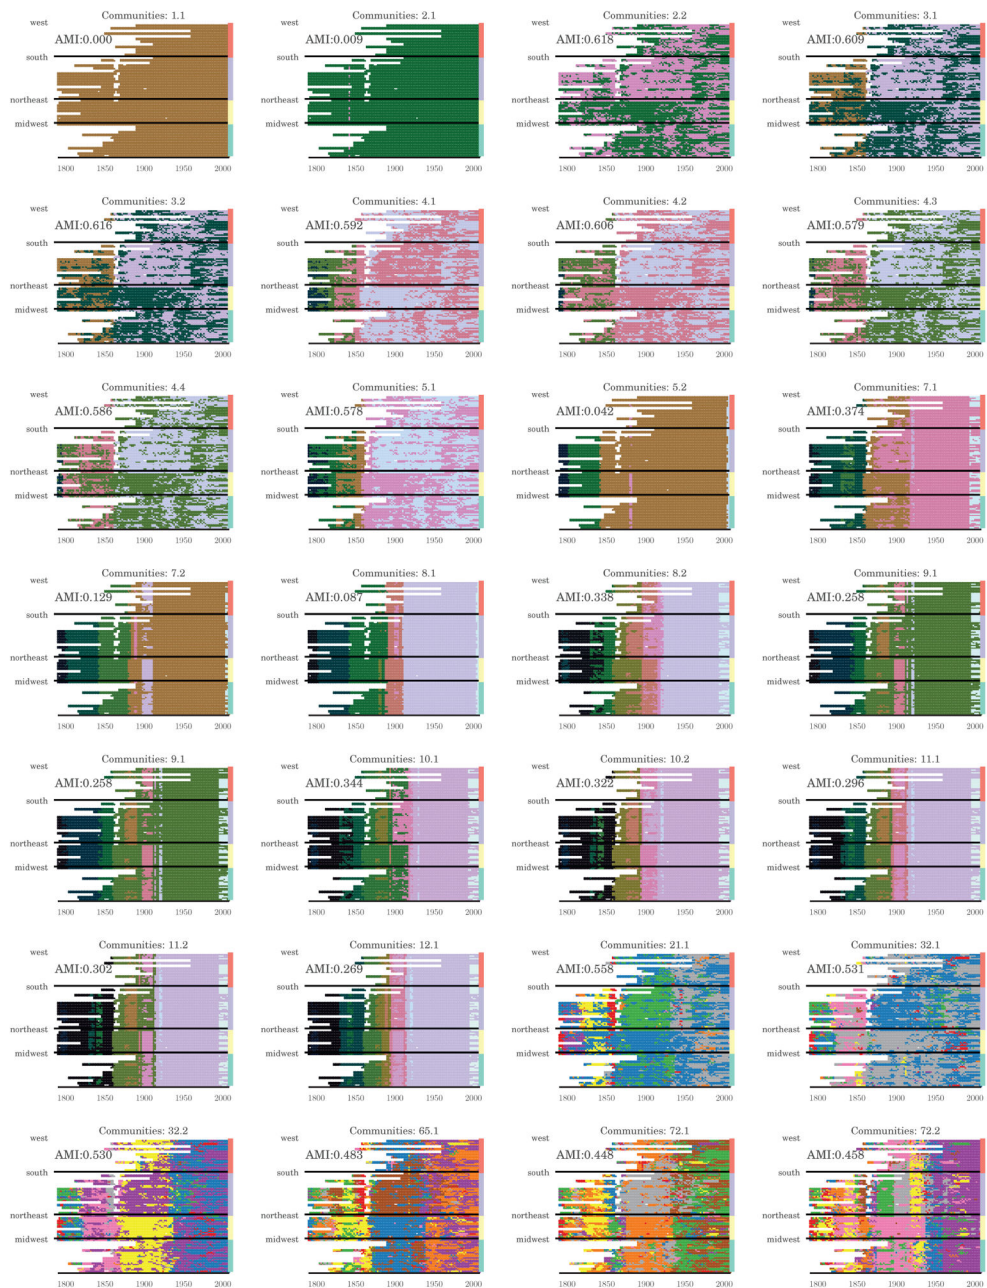 Communities: 1.1 Communities: 2.1 Communities: 2.2 Communities: 3.1
west
AMI:0.000 AMI:0.009 AMI:0.618 AMI:0.609
south
northeast
midwest
1800 1850 1900 1950 2000 1800 1850 1900 1950 2000 1800 1850 1900 1950 2000 1800 1850 1900 1950 2000
Communities: 3.2 Communities: 4.1 Communities: 4.2 Communities: 4.3
west west west west
AMI:0.616 AMI:0.592 AMI:0.606 AMI:0.579
south south south south
northeast northeast northeast northeast
midwest midwest midwest midwest
1800 1850 1900 1950 2000 1800 1850 1900 1950 2000 1800 1850 1900 1950 2000 1800 1850 1900 1950 2000
Communities: 4.4 Communities: 5.1 Communities: 5.2 Communities: 7.1
west west west west
AMI:0.586 AMI:0.578 AMI:0.042 AMI:0.374
south south south south
northeast northeast northeast northeast
midwest midwest midwest midwest
1800 1850 1900 1950 2000 1800 1850 1900 1950 2000 1800 1850 1900 1950 2000 1800 1850 1900 1950 2000
Communities: 7.2 Communities: 8.1 Communities: 8.2 Communities: 9.1
west west west west
AMI:0.129 AMI:0.087 AMI:0.338 AMI:0.258
south south south south
northeast northeast northeast northeast
midwest midwest midwest midwest
1800 1850 1900 1950 2000 1800 1850 1900 1950 2000 1800 1850 1900 1950 2000 1800 1850 1900 1950 2000
Communities: 9.1 Communities: 10.1 Communities: 10.2 Communities: 11.1
west west west west
AMI:0.258 AMI:0.344 AMI:0.322 AMI:0.296
south south south south
northeast northeast northeast northeast
midwest midwest midwest midwest
1800 1850 1900 1950 2000 1800 1850 1900 1950 2000 1800 1850 1900 1950 2000 1800 1850 1900 1950 2000
Communities: 11.2 Communities: 12.1 Communities: 21.1 Communities: 32.1
west west west west
AMI:0.302 AMI:0.269 AMI:0.558 AMI:0.531
south south south south
northeast northeast northeast northeast
midwest midwest midwest midwest
1800 1850 1900 1950 2000 1800 1850 1900 1950 2000 1800 1850 1900 1950 2000 1800 1850 1900 1950 2000
Communities: 32.2 Communities: 65.1 Communities: 72.1 Communities: 72.2
west west west west
AMI:0.530 AMI:0.483 AMI:0.448 AMI:0.458
south south south south
northeast northeast northeast northeast
midwest midwest midwest midwest
1800 1850 1900 1950 2000 1800 1850 1900 1950 2000 1800 1850 1900 1950 2000 1800 1850 1900 1950 2000